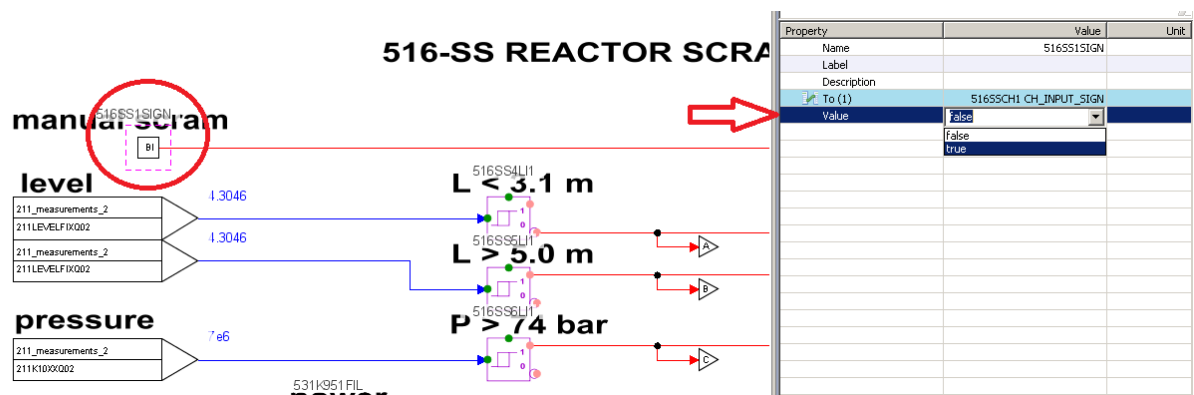 516-SS REACTOR SCRA
516SS1SIGN
manual scram
BI
level
4.3046
211_measurements_2
211LEVELFIXQ02
4.3046
211_measurements_2
211LEVELFIXQ02
516SS4LI1
L < 3.1 m
1
0
C
A
516SS5LI1
L > 5.0 m
1
0
C
B
pressure
7e6
211_measurements_2
211K10XXQ02
516SS6LI1
P > 74 bar
1
0
C
C
531K951FIL
power
Property Value Unit
Name 516SS1SIGN
Label
Description
To (1) 516SSCH1 CH_INPUT_SIGN
Value false
false
true